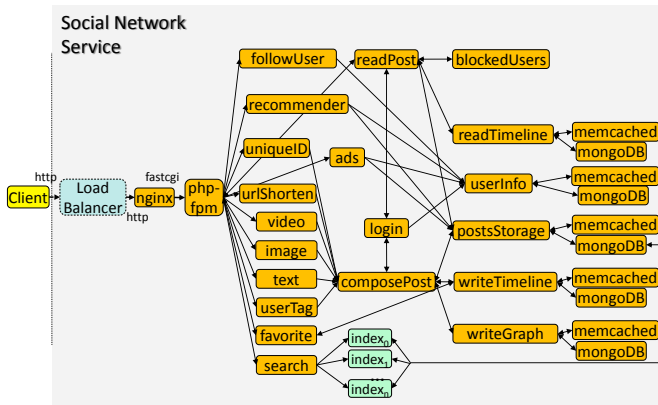 Social Network
Service
followUser
readPost
blockedUsers
recommender
readTimeline
memcached
mongoDB
uniqueID
ads
userInfo
memcached
mongoDB
http
fastcgi
Client
Load
Balancer
http
nginx
php-
fpm
urlShorten
video
login
postsStorage
memcached
mongoDB
image
text
composePost
writeTimeline
memcached
mongoDB
userTag
favorite
writeGraph
memcached
mongoDB
search
index0
index1
...
indexn